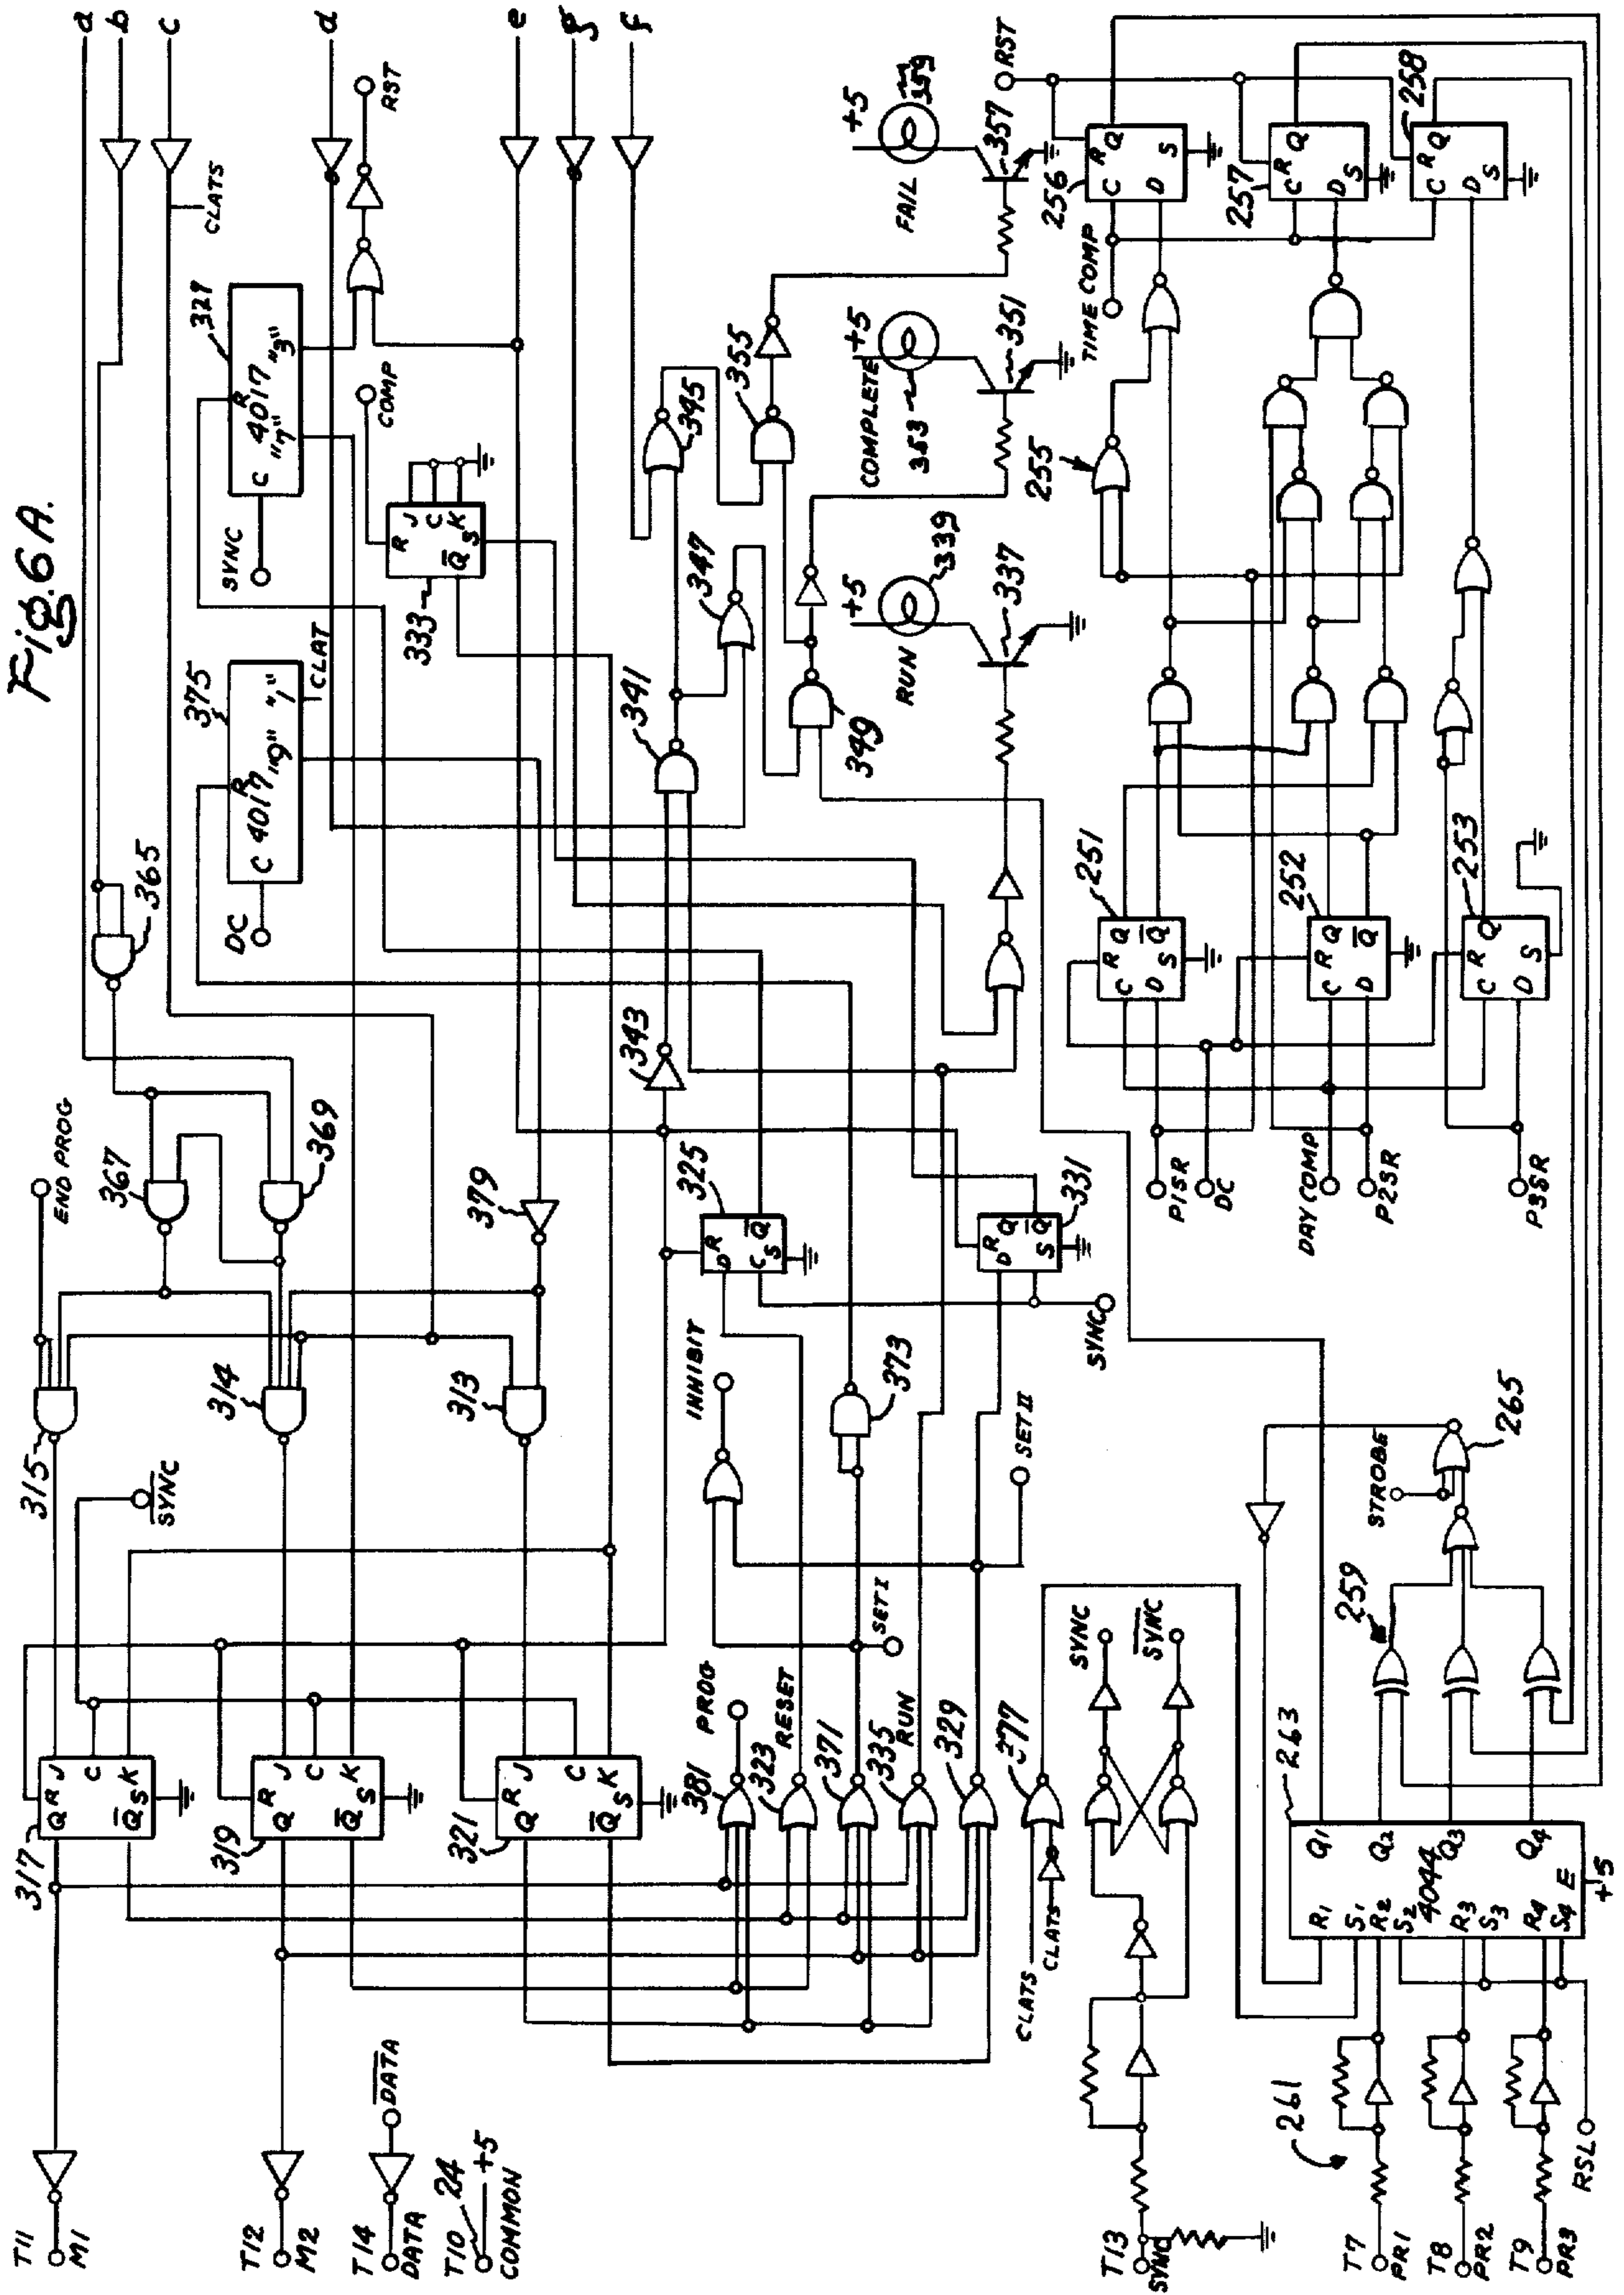 Fig. 6A.
a
b
c
d
e
g
f
CLATS
RST
327
R
4017
"7"
"3"
C
SYNC
COMP
375
R
4017
"9"
"1"
C
DC
CLAT
365
333
R
J
C
K
S
Q
END PROG
367
369
379
315
314
313
SYNC
317
Q
R
J
C
K
S
Q
319
Q
R
J
C
K
S
Q
321
Q
R
J
C
K
S
Q
T11
M1
T12
M2
T14
DATA
DATA
T10
24
+5
COMMON
343
341
345
347
349
355
325
D
R
Q
C
S
331
D
R
Q
Q
S
SYNC
INHIBIT
373
SET II
SET I
PROG
381
RESET
323
371
335
RUN
329
377
CLATS
CLATS
SYNC
SYNC
T13
SYNC
+5
FAIL
359
357
+5
COMPLETE
353
351
+5
RUN
339
337
RST
256
C
R
Q
D
S
257
C
R
Q
D
S
258
C
R
Q
D
S
TIME COMP
255
251
Q
R
C
D
Q
S
252
Q
R
C
D
Q
253
Q
R
C
D
S
P1SR
DC
DAY COMP
P2SR
P3SR
STROBE
265
259
263
4044
Q1
Q2
Q3
Q4
R1
S1
R2
S2
R3
S3
R4
S4
E
+5
261
T7
PR1
T8
PR2
T9
PR3
RSL